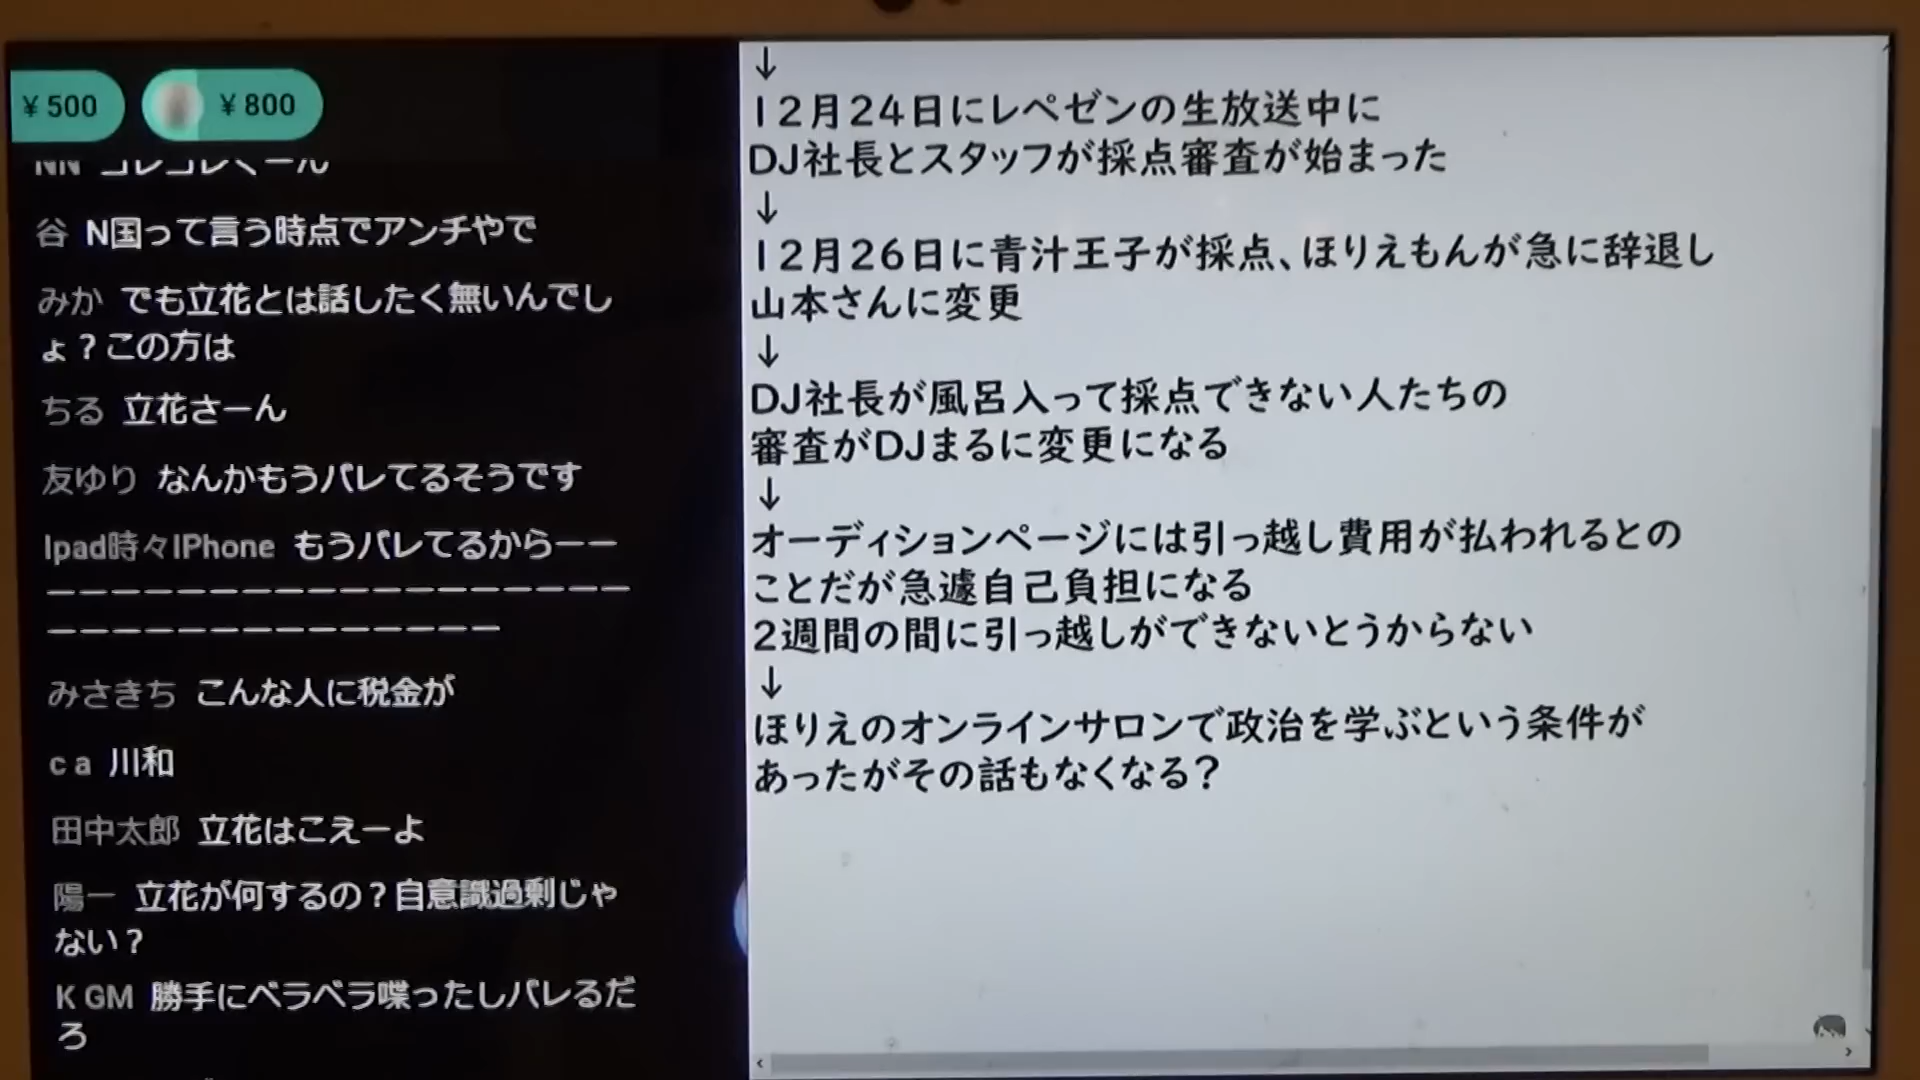 ￥500
￥800
NN コレコレくーん
谷 N国って言う時点でアンチやで
みか でも立花とは話したく無いんでし
ょ？この方は
ちる 立花さーん
友ゆり なんかもうバレてるそうです
Ipad時々IPhone もうバレてるからーー
ーーーーーーーーーーーーーーーーーー
ーーーーーーーーーーーーーー
みさきち こんな人に税金が
c a 川和
田中太郎 立花はこえーよ
陽一 立花が何するの？自意識過剰じゃ
ない？
K GM 勝手にベラベラ喋ったしバレるだ
ろ
↓
12月24日にレペゼンの生放送中に
DJ社長とスタッフが採点審査が始まった
↓
12月26日に青汁王子が採点、ほりえもんが急に辞退し
山本さんに変更
↓
DJ社長が風呂入って採点できない人たちの
審査がDJまるに変更になる
↓
オーディションページには引っ越し費用が払われるとの
ことだが急遽自己負担になる
2週間の間に引っ越しができないとうからない
↓
ほりえのオンラインサロンで政治を学ぶという条件が
あったがその話もなくなる？